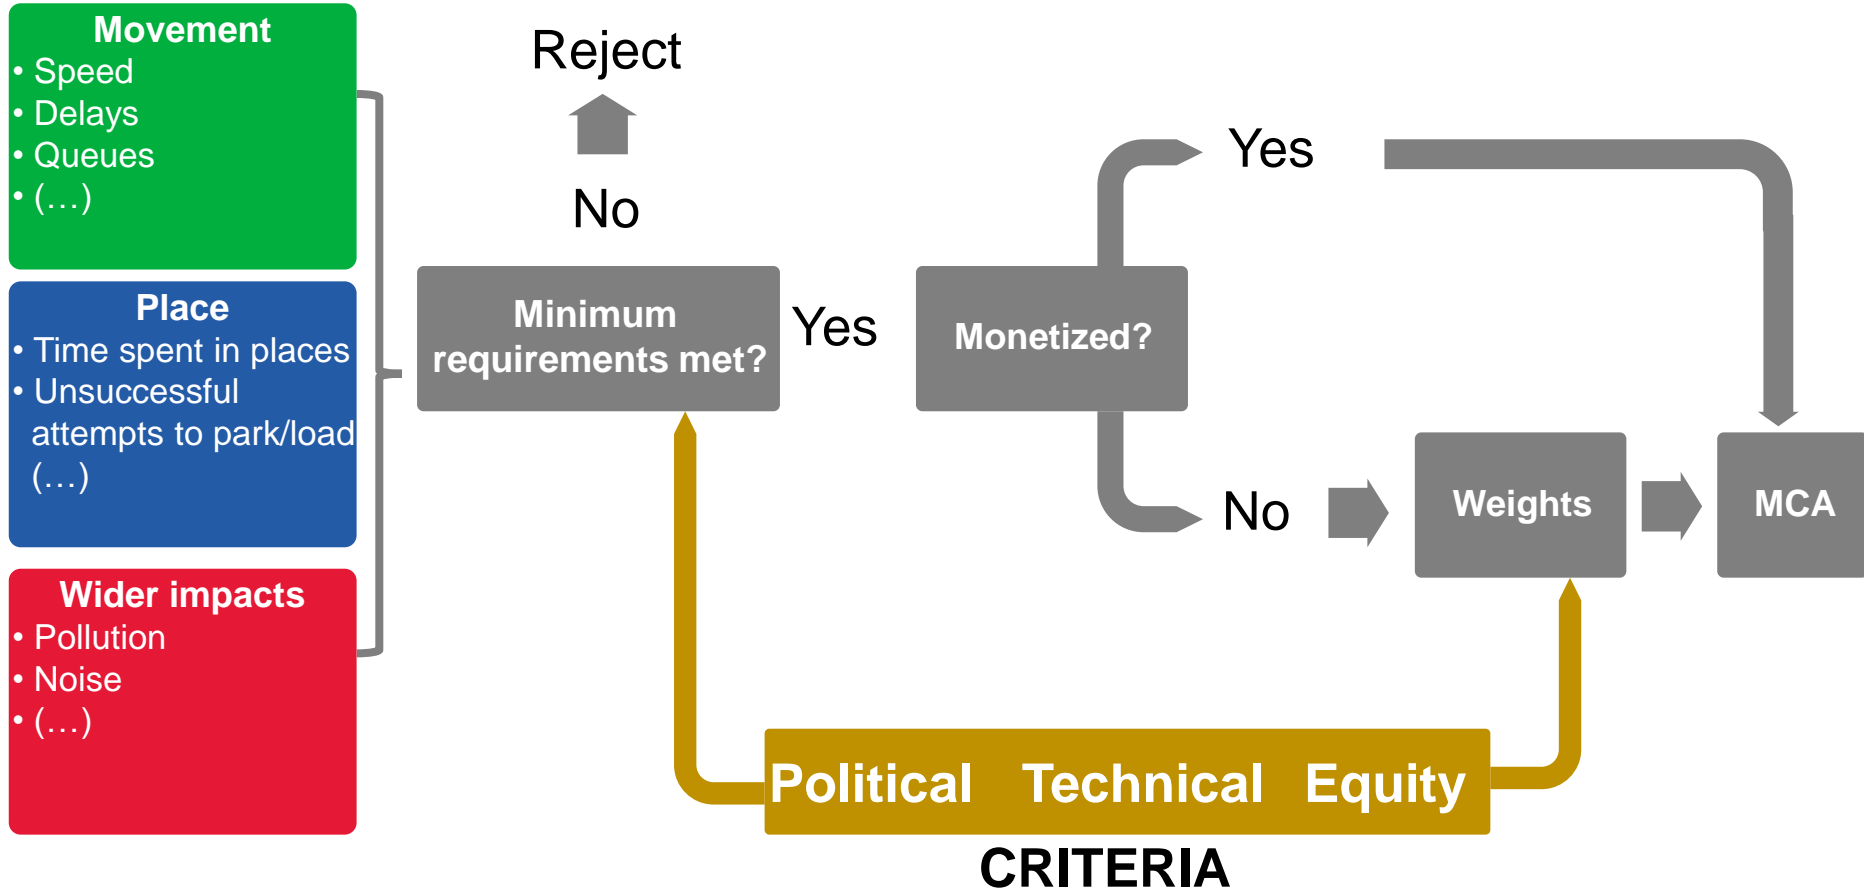 Movement
• Speed
• Delays
• Queues
• (…)
Place
• Time spent in places
• Unsuccessful
attempts to park/load
(…)
Wider impacts
• Pollution
• Noise
• (…)
Reject
No
Minimum
requirements met?
Yes
Monetized?
Yes
No
Weights
MCA
Political Technical Equity
CRITERIA